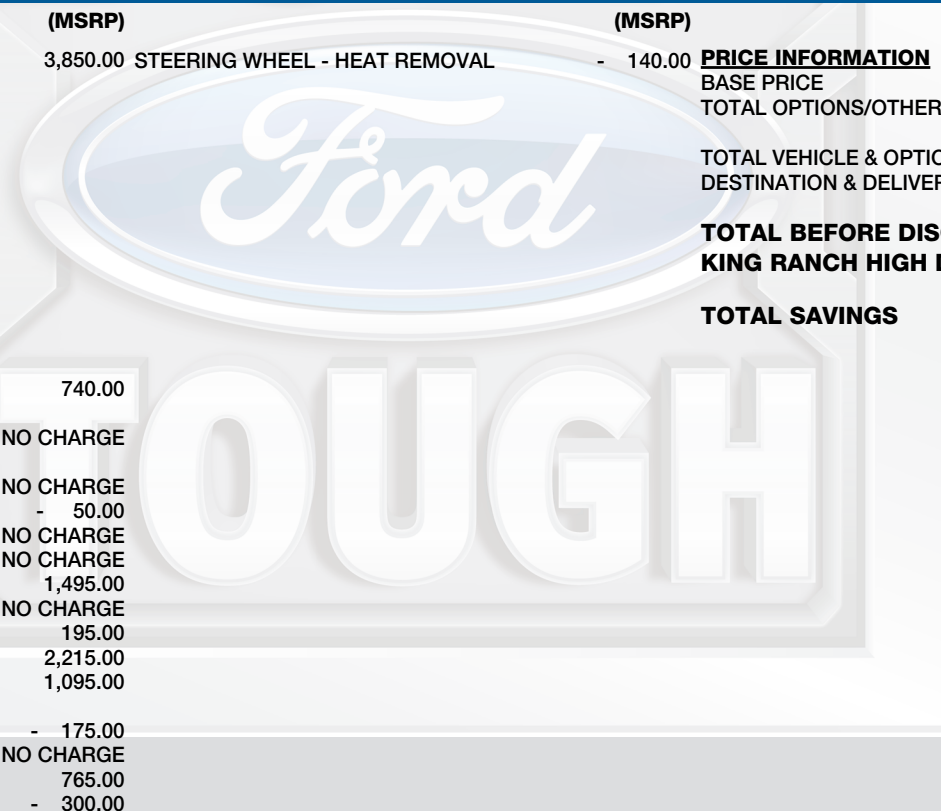 (MSRP)
3,850.00
740.00
NO CHARGE
NO CHARGE
- 50.00
NO CHARGE
NO CHARGE
1,495.00
NO CHARGE
195.00
2,215.00
1,095.00
- 175.00
NO CHARGE
765.00
- 300.00
(MSRP)
STEERING WHEEL - HEAT REMOVAL - 140.00
PRICE INFORMATION
BASE PRICE
TOTAL OPTIONS/OTHER
TOTAL VEHICLE & OPTIO
DESTINATION & DELIVER
TOTAL BEFORE DIS
KING RANCH HIGH
TOTAL SAVINGS
Ford
TOUGH